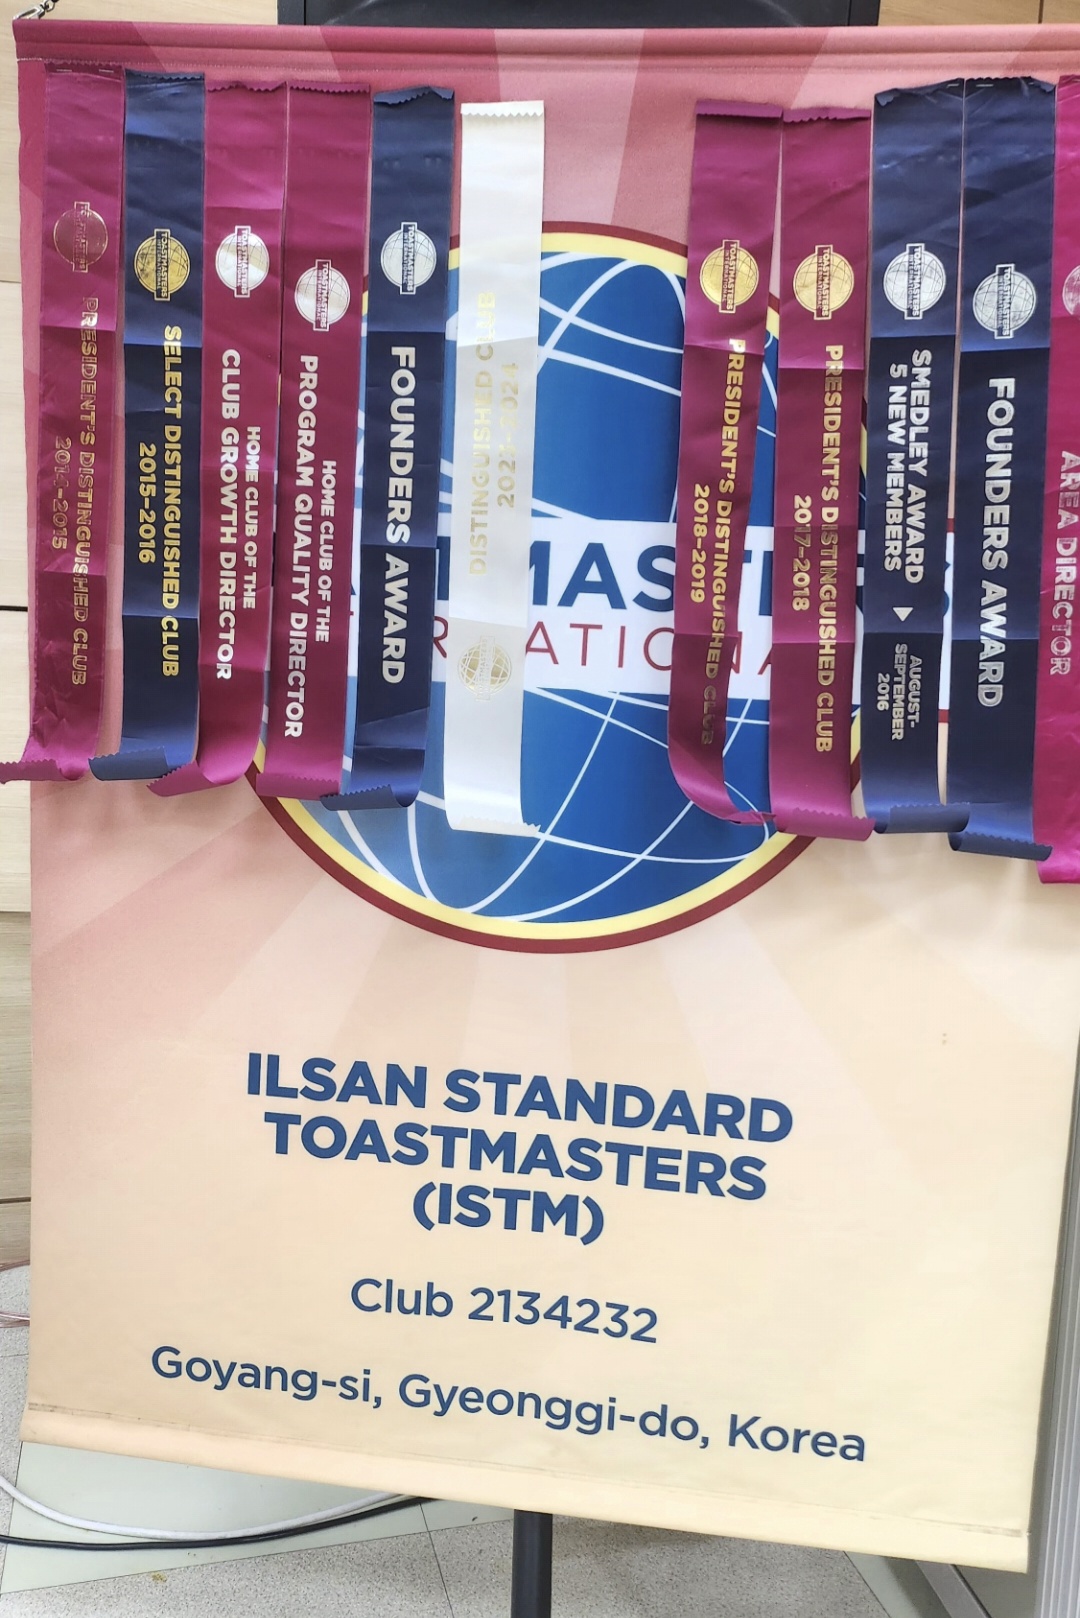 PRESIDENT'S DISTINGUISHED CLUB
2014-2015
SELECT DISTINGUISHED CLUB
2015-2016
HOME CLUB OF THE
CLUB GROWTH DIRECTOR
HOME CLUB OF THE
PROGRAM QUALITY DIRECTOR
FOUNDERS AWARD
DISTINGUISHED CLUB
2023-2024
PRESIDENT'S DISTINGUISHED CLUB
2018-2019
PRESIDENT'S DISTINGUISHED CLUB
2017-2018
SMEDLEY AWARD
5 NEW MEMBERS
AUGUST-
SEPTEMBER
2016
FOUNDERS AWARD
AREA DIRECTOR
TOASTMASTERS
INTERNATIONAL
ILSAN STANDARD
TOASTMASTERS
(ISTM)
Club 2134232
Goyang-si, Gyeonggi-do, Korea